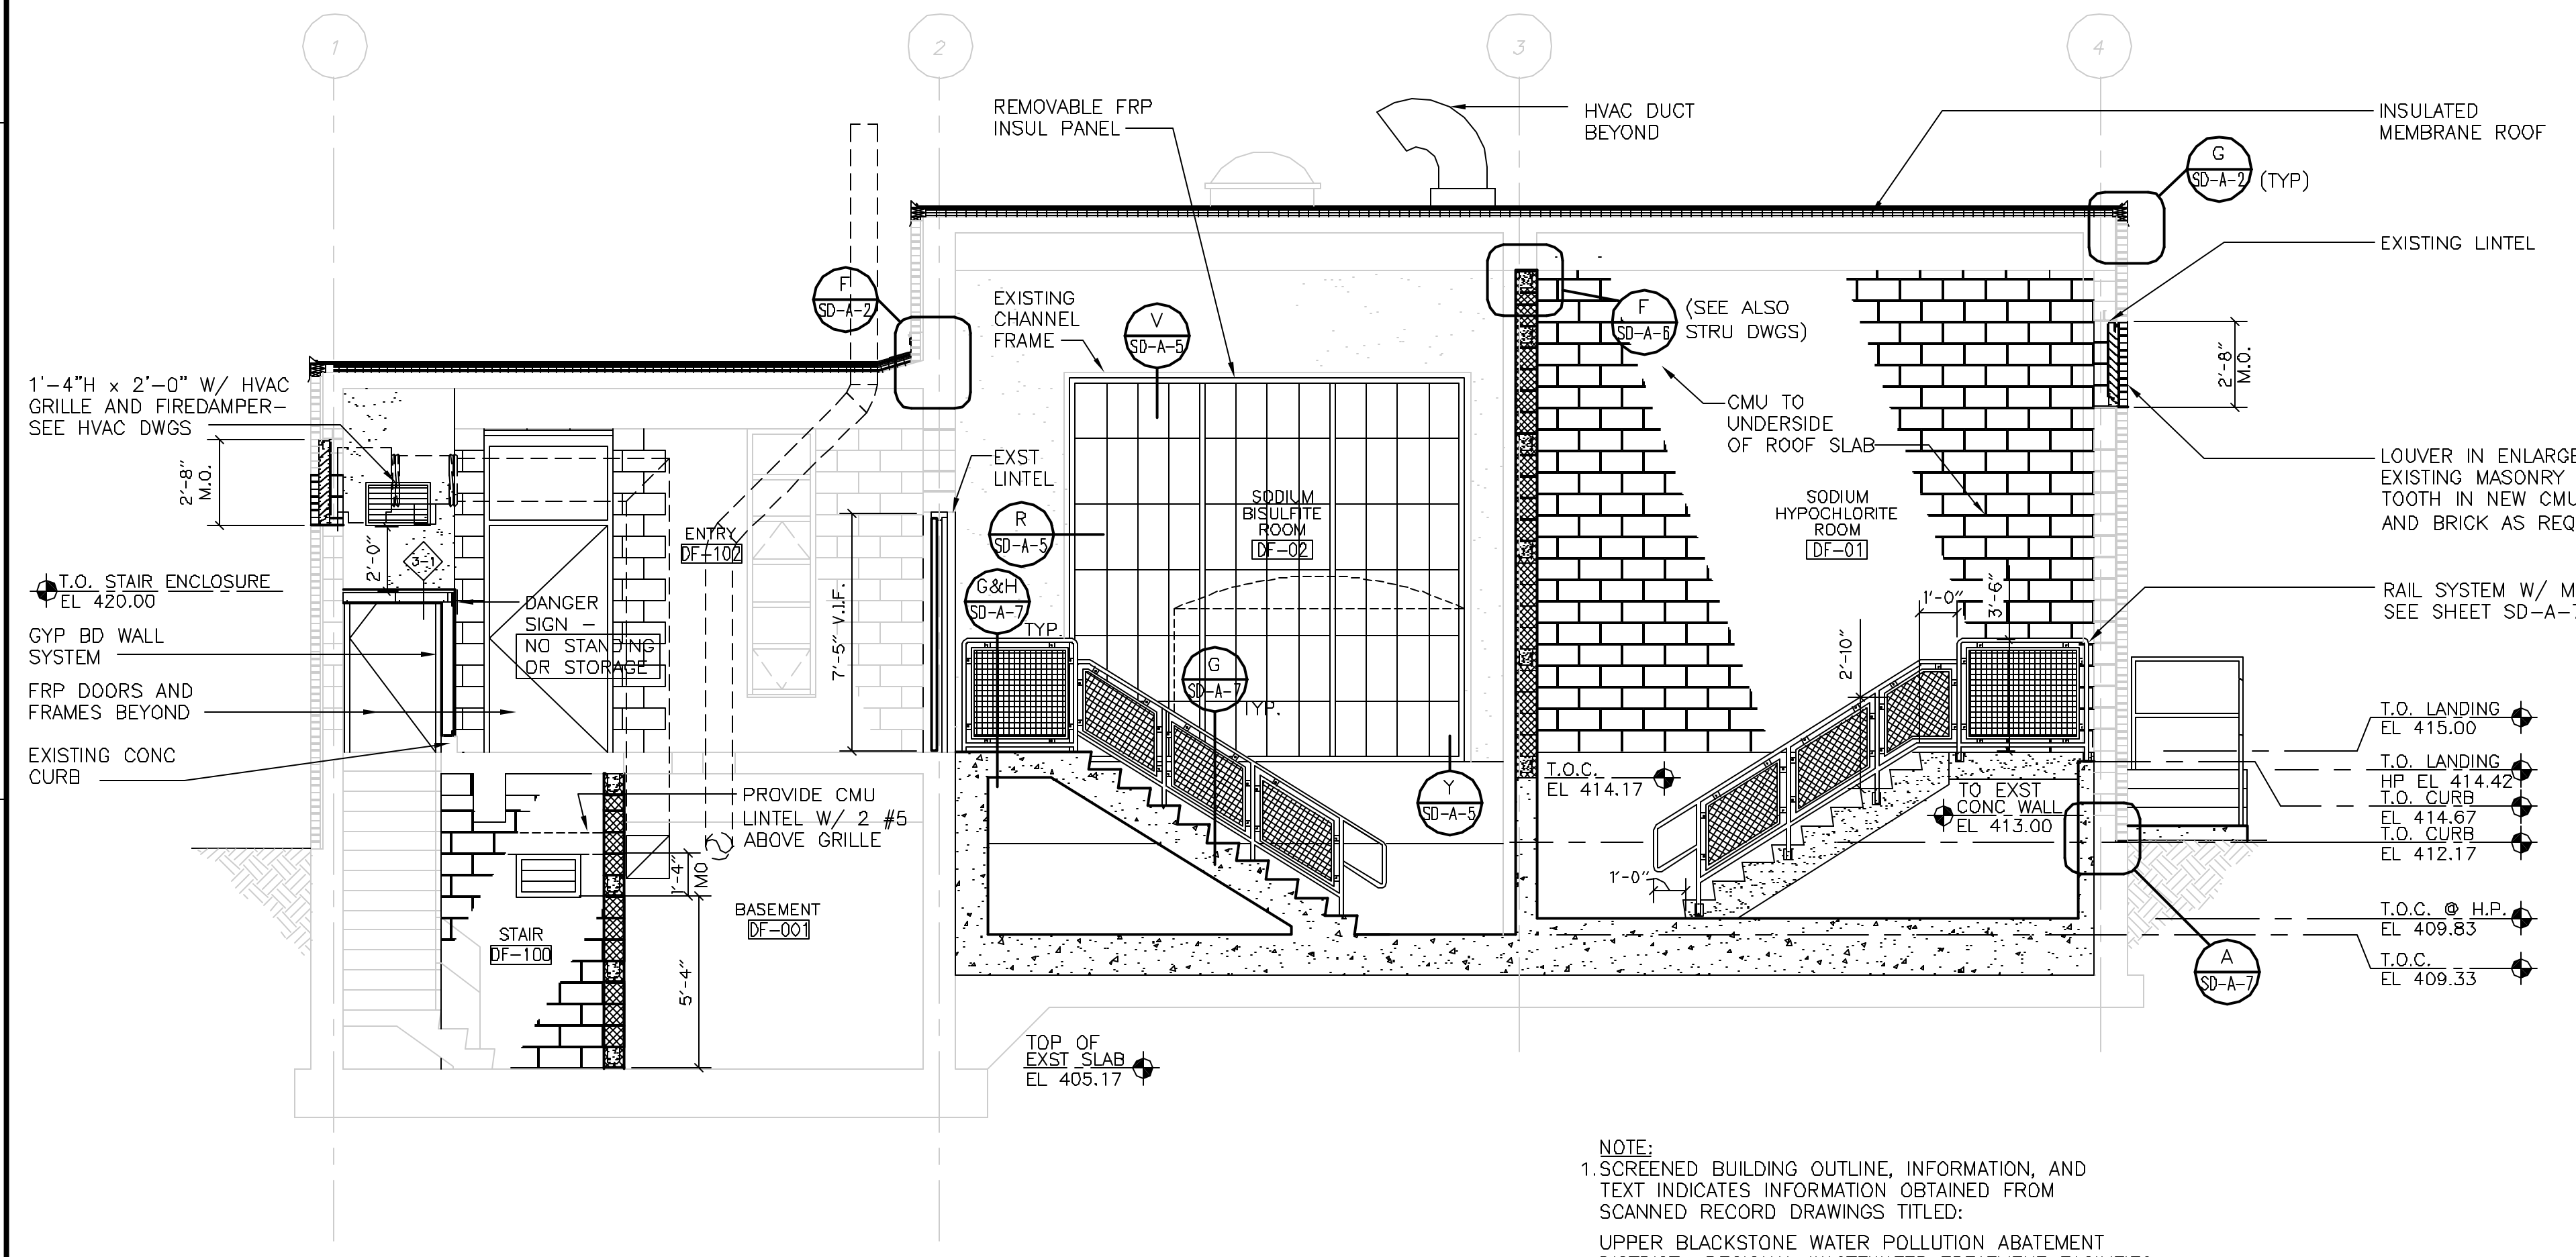 1
2
3
4
REMOVABLE FRP
INSUL PANEL
HVAC DUCT
BEYOND
INSULATED
MEMBRANE ROOF
G
SD-A-2
(TYP)
EXISTING LINTEL
F
SD-A-2
EXISTING
CHANNEL
FRAME
V
SD-A-5
F
SD-A-6
(SEE ALSO
STRU DWGS)
2'-8"
M.O.
1'-4"H x 2'-0" W/ HVAC
GRILLE AND FIREDAMPER-
SEE HVAC DWGS
CMU TO
UNDERSIDE
OF ROOF SLAB
2'-8"
M.O.
EXST
LINTEL
LOUVER IN ENLARGE
EXISTING MASONRY
TOOTH IN NEW CMU
AND BRICK AS REQ
SODIUM
BISULFITE
ROOM
DF-02
SODIUM
HYPOCHLORITE
ROOM
DF-01
R
SD-A-5
ENTRY
DF-102
2'-0"
3-1
T.O. STAIR ENCLOSURE
EL 420.00
G&H
SD-A-7
TYP.
7'-5" V.I.F.
DANGER
SIGN -
NO STANDING
OR STORAGE
1'-0"
3'-6"
2'-10"
RAIL SYSTEM W/ M
SEE SHEET SD-A-7
GYP BD WALL
SYSTEM
G
SD-A-7
TYP.
FRP DOORS AND
FRAMES BEYOND
EXISTING CONC
CURB
T.O. LANDING
EL 415.00
T.O. LANDING
HP EL 414.42
T.O. CURB
EL 414.67
T.O. CURB
EL 412.17
T.O.C.
EL 414.17
TO EXST
CONC WALL
EL 413.00
Y
SD-A-5
PROVIDE CMU
LINTEL W/ 2 #5
ABOVE GRILLE
1'-4"
MO
1'-0"
BASEMENT
DF-001
STAIR
DF-100
5'-4"
T.O.C. @ H.P.
EL 409.83
T.O.C.
EL 409.33
A
SD-A-7
TOP OF
EXST SLAB
EL 405.17
NOTE:
1. SCREENED BUILDING OUTLINE, INFORMATION, AND
TEXT INDICATES INFORMATION OBTAINED FROM
SCANNED RECORD DRAWINGS TITLED:
UPPER BLACKSTONE WATER POLLUTION ABATEMENT